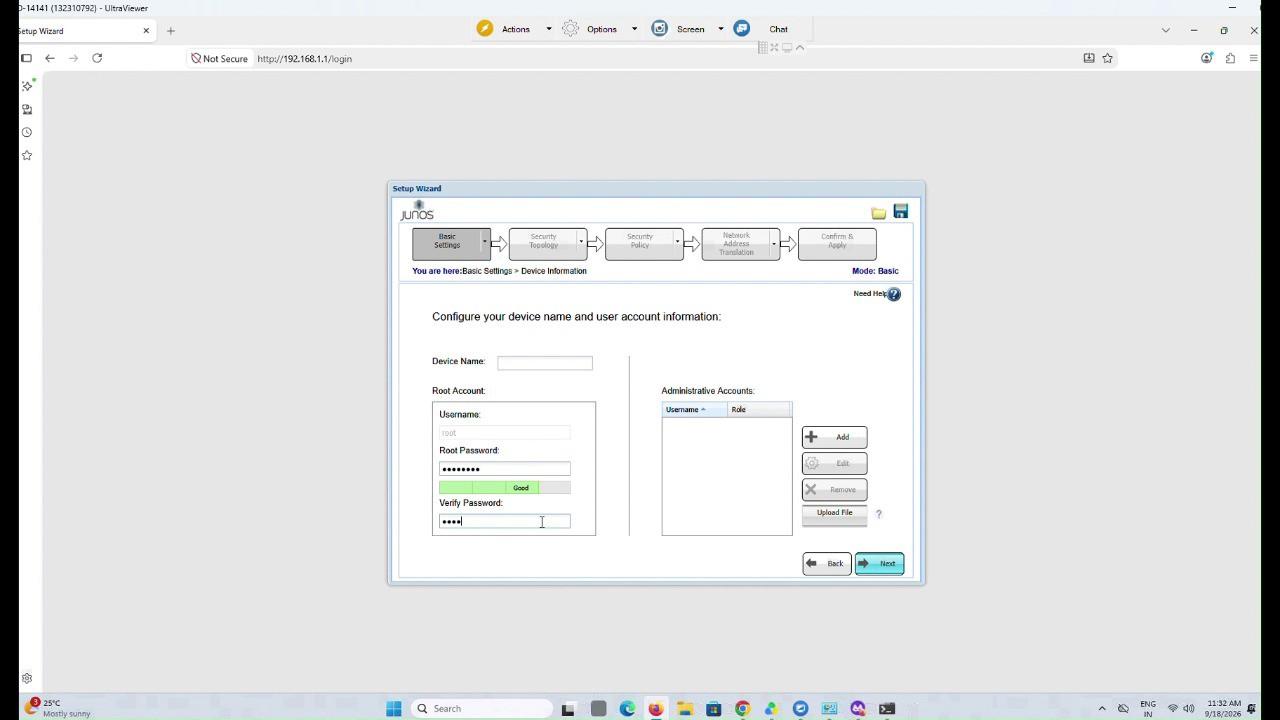 D-14141 (132310792) - UltraViewer
Setup Wizard
Actions
Options
Screen
Chat
Not Secure
http://192.168.1.1/login
Setup Wizard
JUNOS
Basic
Settings
Security
Topology
Security
Policy
Network
Address
Translation
Confirm &
Apply
You are here:Basic Settings > Device Information
Mode: Basic
Need Help
Configure your device name and user account information:
Device Name:
Root Account:
Administrative Accounts:
Username:
root
Root Password:
Good
Verify Password:
Username
Role
Add
Edit
Remove
Upload File
?
Back
Next
3
25°C
Mostly sunny
Search
ENG
IN
11:32 AM
9/18/2026